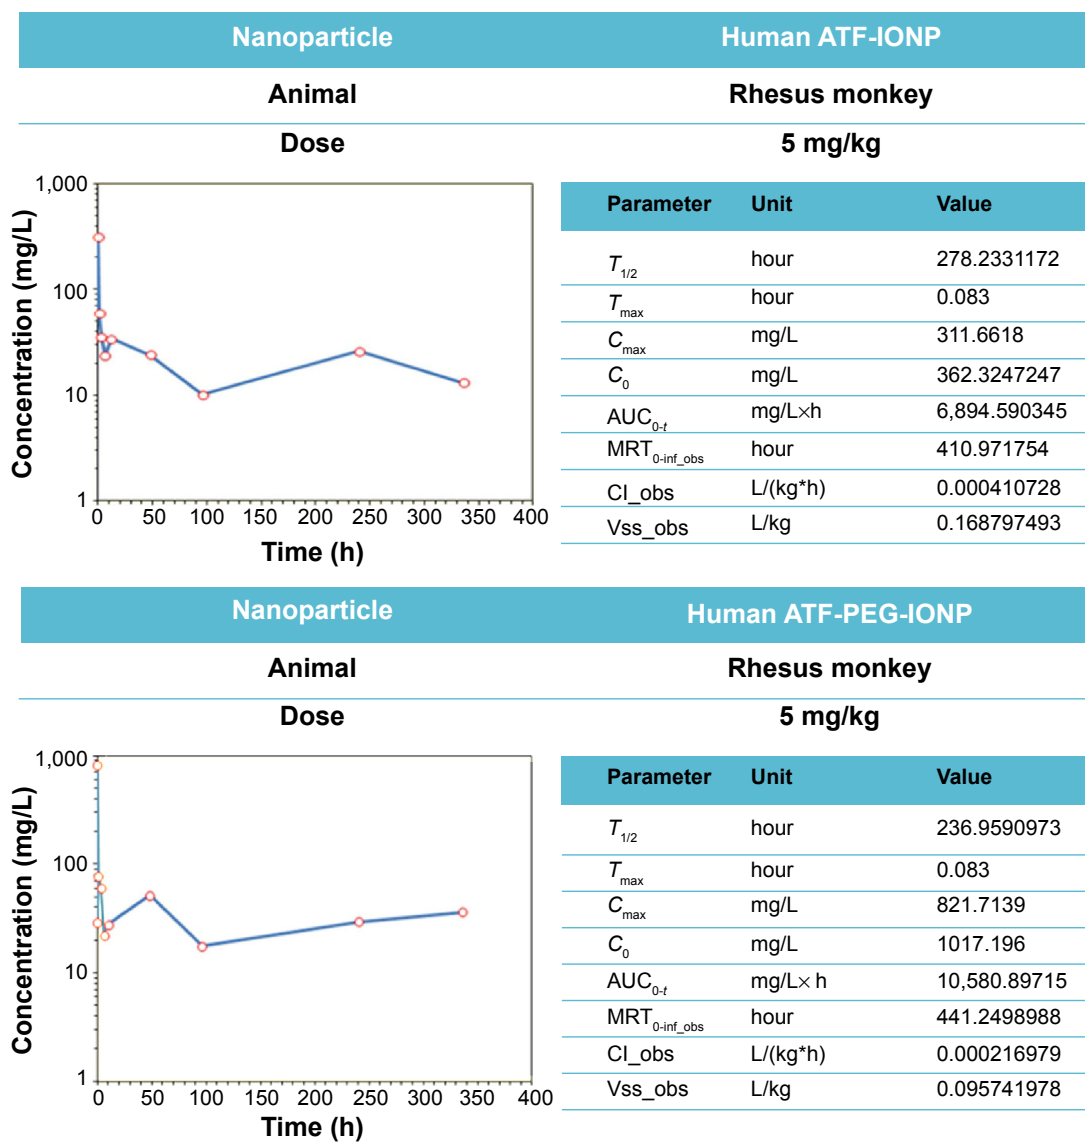 Nanoparticle Human ATF-IONP
Animal Rhesus monkey
Dose 5 mg/kg
Concentration (mg/L)
1,000
100
10
1
0 50 100 150 200 250 300 350 400
Time (h)
Parameter Unit Value
T1/2 hour 278.2331172
Tmax hour 0.083
Cmax mg/L 311.6618
C0 mg/L 362.3247247
AUC0-t mg/L×h 6,894.590345
MRT0-inf_obs hour 410.971754
CI_obs L/(kg*h) 0.000410728
Vss_obs L/kg 0.168797493
Nanoparticle Human ATF-PEG-IONP
Animal Rhesus monkey
Dose 5 mg/kg
Concentration (mg/L)
1,000
100
10
1
0 50 100 150 200 250 300 350 400
Time (h)
Parameter Unit Value
T1/2 hour 236.9590973
Tmax hour 0.083
Cmax mg/L 821.7139
C0 mg/L 1017.196
AUC0-t mg/L× h 10,580.89715
MRT0-inf_obs hour 441.2498988
CI_obs L/(kg*h) 0.000216979
Vss_obs L/kg 0.095741978